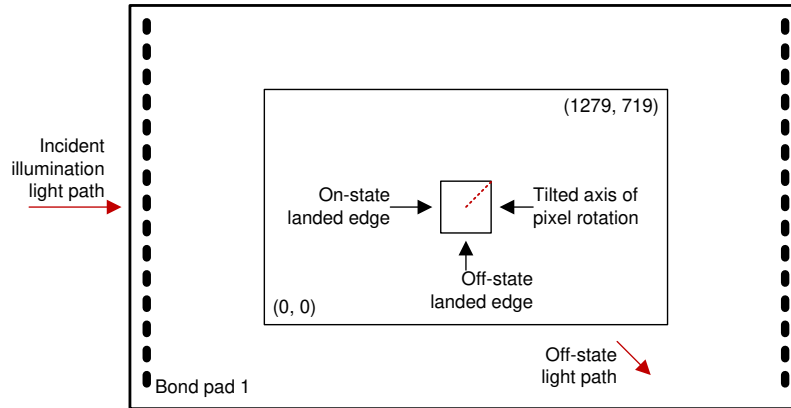 (1279, 719)
Incident
illumination
light path
On-state
landed edge
Tilted axis of
pixel rotation
Off-state
landed edge
(0, 0)
Off-state
light path
Bond pad 1